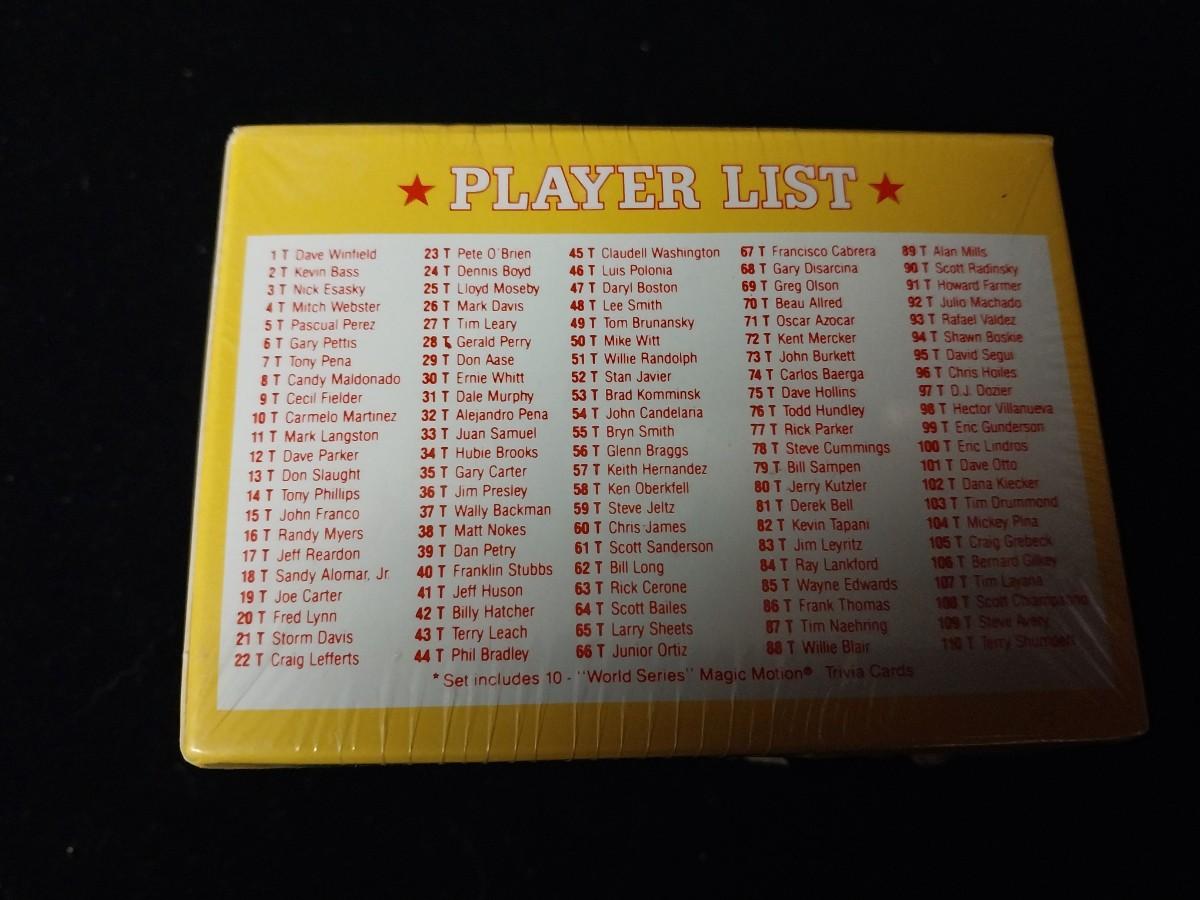 ★ PLAYER LIST ★
1 T Dave Winfield
2 T Kevin Bass
3 T Nick Esasky
4 T Mitch Webster
5 T Pascual Perez
6 T Gary Pettis
7 T Tony Pena
8 T Candy Maldonado
9 T Cecil Fielder
10 T Carmelo Martinez
11 T Mark Langston
12 T Dave Parker
13 T Don Slaught
14 T Tony Phillips
15 T John Franco
16 T Randy Myers
17 T Jeff Reardon
18 T Sandy Alomar, Jr.
19 T Joe Carter
20 T Fred Lynn
21 T Storm Davis
22 T Craig Lefferts
23 T Pete O'Brien
24 T Dennis Boyd
25 T Lloyd Moseby
26 T Mark Davis
27 T Tim Leary
28 T Gerald Perry
29 T Don Aase
30 T Ernie Whitt
31 T Dale Murphy
32 T Alejandro Pena
33 T Juan Samuel
34 T Hubie Brooks
35 T Gary Carter
36 T Jim Presley
37 T Wally Backman
38 T Matt Nokes
39 T Dan Petry
40 T Franklin Stubbs
41 T Jeff Huson
42 T Billy Hatcher
43 T Terry Leach
44 T Phil Bradley
45 T Claudell Washington
46 T Luis Polonia
47 T Daryl Boston
48 T Lee Smith
49 T Tom Brunansky
50 T Mike Witt
51 T Willie Randolph
52 T Stan Javier
53 T Brad Komminsk
54 T John Candelaria
55 T Bryn Smith
56 T Glenn Braggs
57 T Keith Hernandez
58 T Ken Oberkfell
59 T Steve Jeltz
60 T Chris James
61 T Scott Sanderson
62 T Bill Long
63 T Rick Cerone
64 T Scott Bailes
65 T Larry Sheets
66 T Junior Ortiz
67 T Francisco Cabrera
68 T Gary Disarcina
69 T Greg Olson
70 T Beau Allred
71 T Oscar Azocar
72 T Kent Mercker
73 T John Burkett
74 T Carlos Baerga
75 T Dave Hollins
76 T Todd Hundley
77 T Rick Parker
78 T Steve Cummings
79 T Bill Sampen
80 T Jerry Kutzler
81 T Derek Bell
82 T Kevin Tapani
83 T Jim Leyritz
84 T Ray Lankford
85 T Wayne Edwards
86 T Frank Thomas
87 T Tim Naehring
88 T Willie Blair
89 T Alan Mills
90 T Scott Radinsky
91 T Howard Farmer
92 T Julio Machado
93 T Rafael Valdez
94 T Shawn Boskie
95 T David Segui
96 T Chris Hoiles
97 T D.J. Dozier
98 T Hector Villanueva
99 T Eric Gunderson
100 T Eric Lindros
101 T Dave Otto
102 T Dana Kiecker
103 T Tim Drummond
104 T Mickey Pina
105 T Craig Grebeck
106 T Bernard Gilkey
107 T Tim Layana
108 T Scott
109 T Steve Avery
110 T Terry Shumpert
* Set includes 10 - "World Series" Magic Motion® Trivia Cards